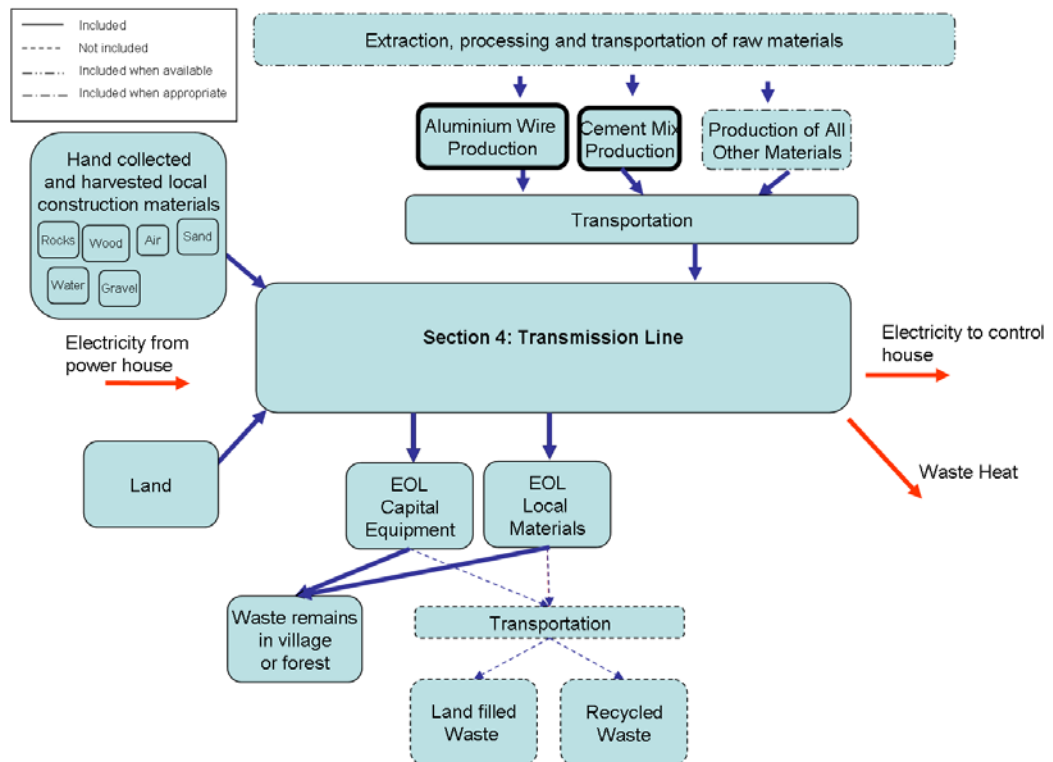 Included
Not included
Included when available
Included when appropriate
Extraction, processing and transportation of raw materials
Aluminium Wire
Production
Cement Mix
Production
Production of All
Other Materials
Transportation
Hand collected
and harvested local
construction materials
Rocks
Wood
Air
Sand
Water
Gravel
Electricity from
power house
Section 4: Transmission Line
Electricity to control
house
Land
Waste Heat
EOL
Capital
Equipment
EOL
Local
Materials
Waste remains
in village
or forest
Transportation
Land filled
Waste
Recycled
Waste